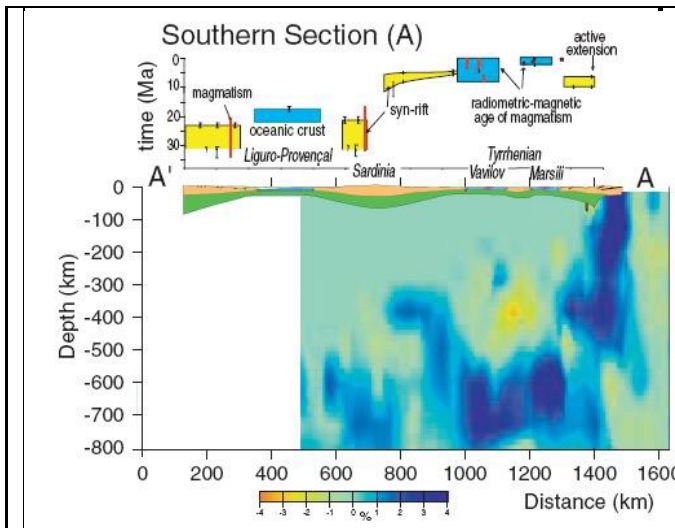 Southern Section (A)
active
extension
time (Ma)
0
10
20
30
magmatism
oceanic crust
syn-rift
radiometric-magnetic
age of magmatism
Liguro-Provençal
Sardinia
Tyrrhenian
Vavilov
Marsili
A'
A
Depth (km)
0
-100
-200
-300
-400
-500
-600
-700
-800
0 200 400 600 800 1000 1200 1400 1600
-4 -3 -2 -1 0 1 2 3 4
%
Distance (km)